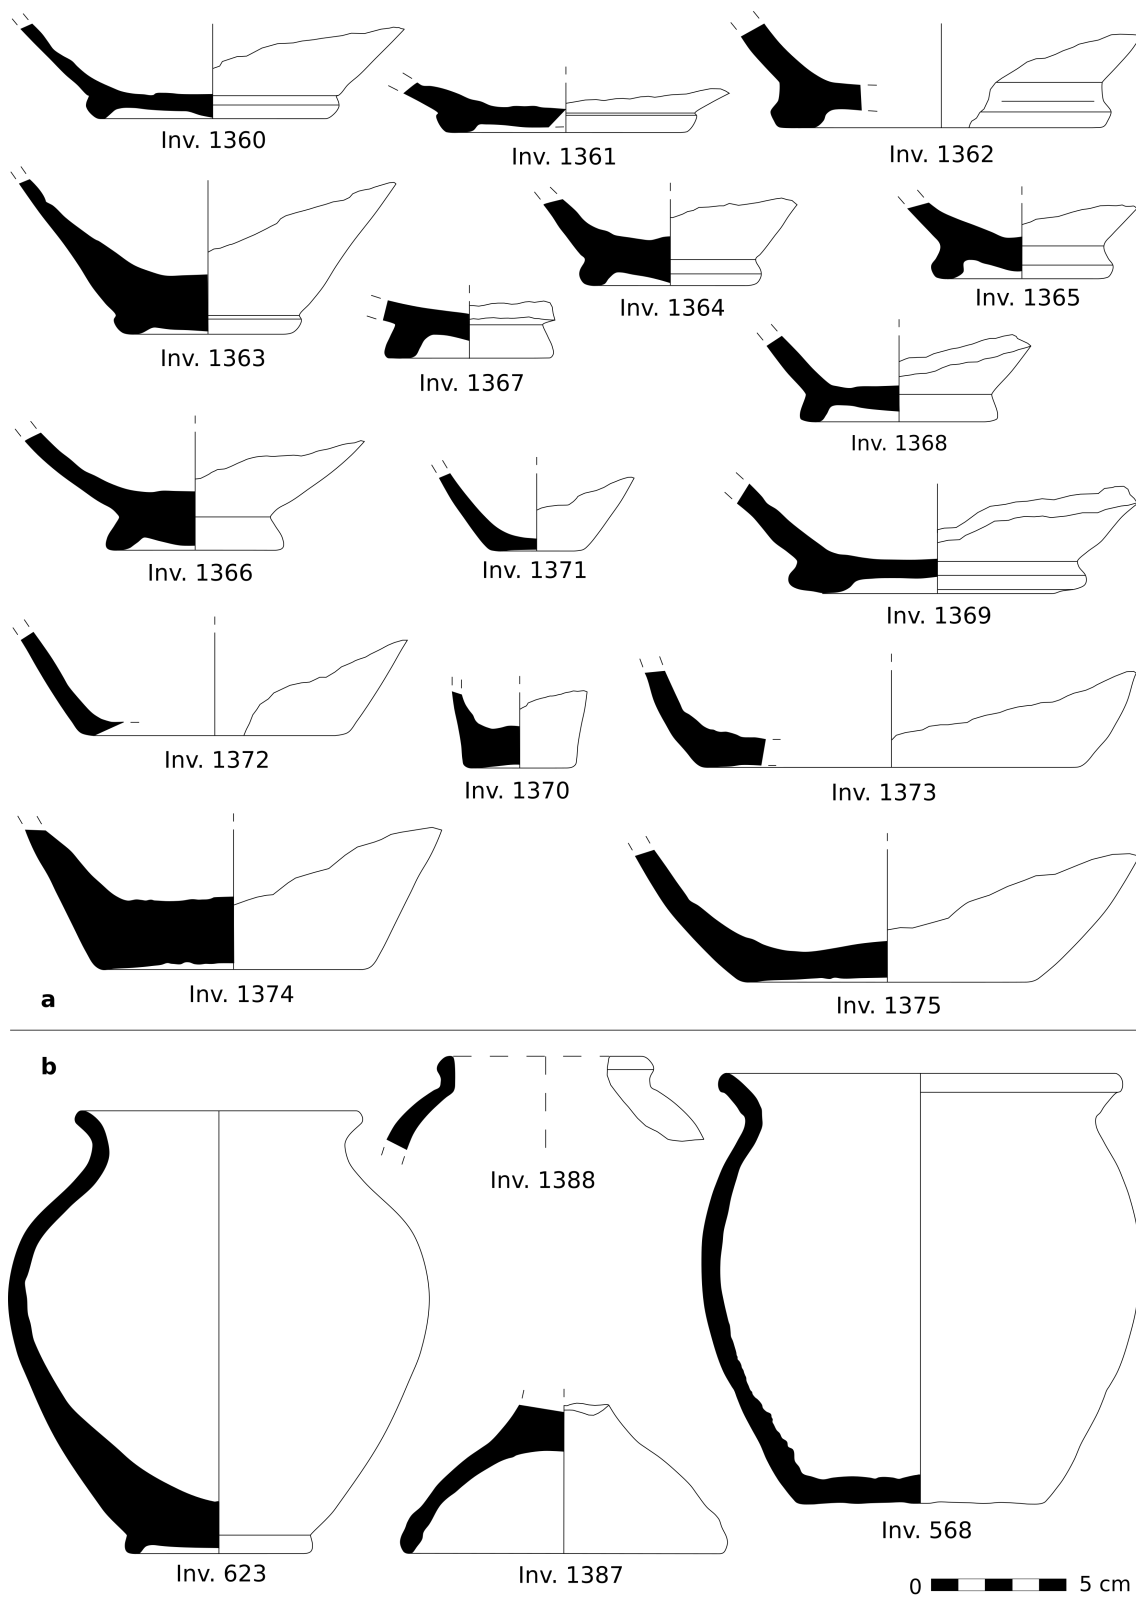 Inv. 1360
Inv. 1361
Inv. 1362
Inv. 1363
Inv. 1364
Inv. 1365
Inv. 1367
Inv. 1368
Inv. 1366
Inv. 1371
Inv. 1369
Inv. 1372
Inv. 1370
Inv. 1373
Inv. 1374
Inv. 1375
a
b
Inv. 1388
Inv. 568
Inv. 623
Inv. 1387
0 5 cm